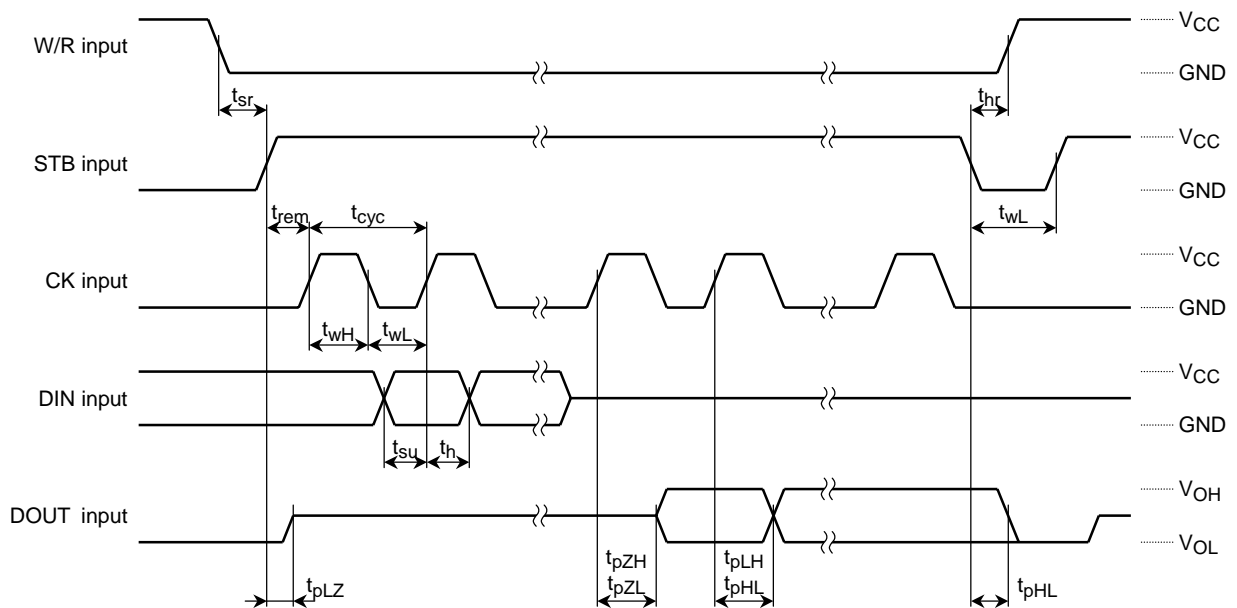 W/R input
V_CC
GND
t_sr
t_hr
STB input
V_CC
GND
t_rem
t_cyc
t_wL
CK input
V_CC
GND
t_wH
t_wL
DIN input
V_CC
GND
t_su
t_h
DOUT input
V_OH
V_OL
t_pLZ
t_pZH
t_pZL
t_pLH
t_pHL
t_pHL